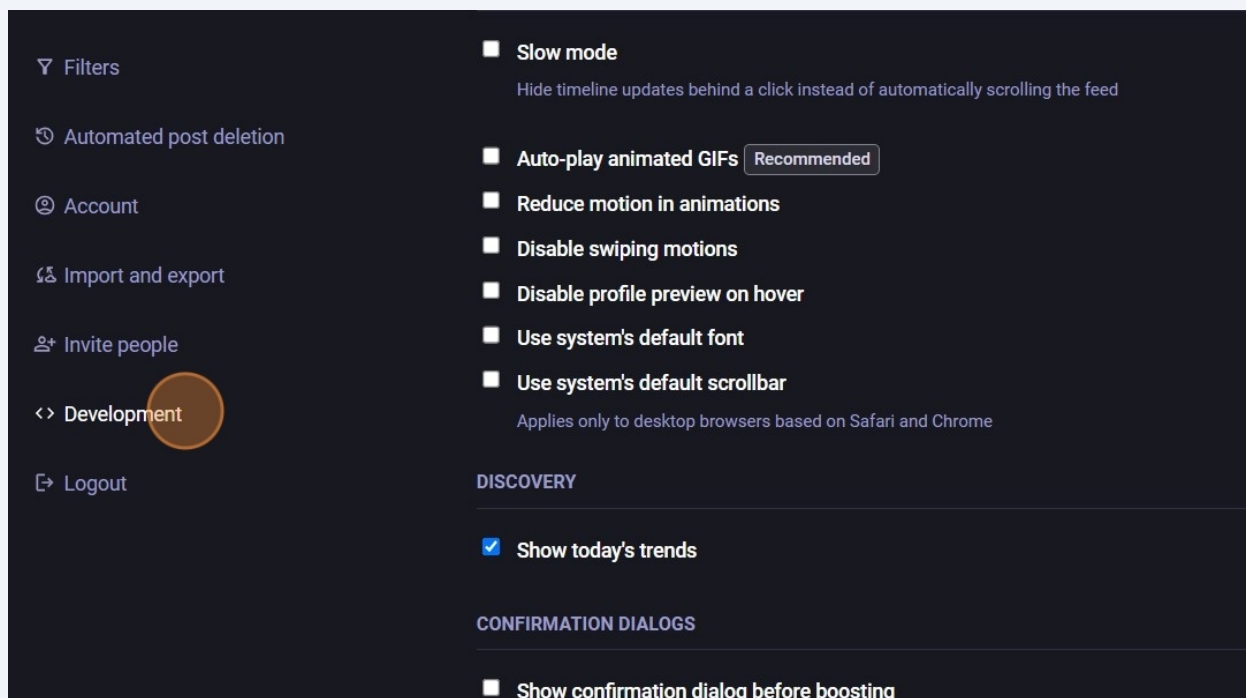 Filters
Automated post deletion
Account
Import and export
Invite people
Development
Logout
Slow mode
Hide timeline updates behind a click instead of automatically scrolling the feed
Auto-play animated GIFs Recommended
Reduce motion in animations
Disable swiping motions
Disable profile preview on hover
Use system's default font
Use system's default scrollbar
Applies only to desktop browsers based on Safari and Chrome
DISCOVERY
Show today's trends
CONFIRMATION DIALOGS
Show confirmation dialog before boosting